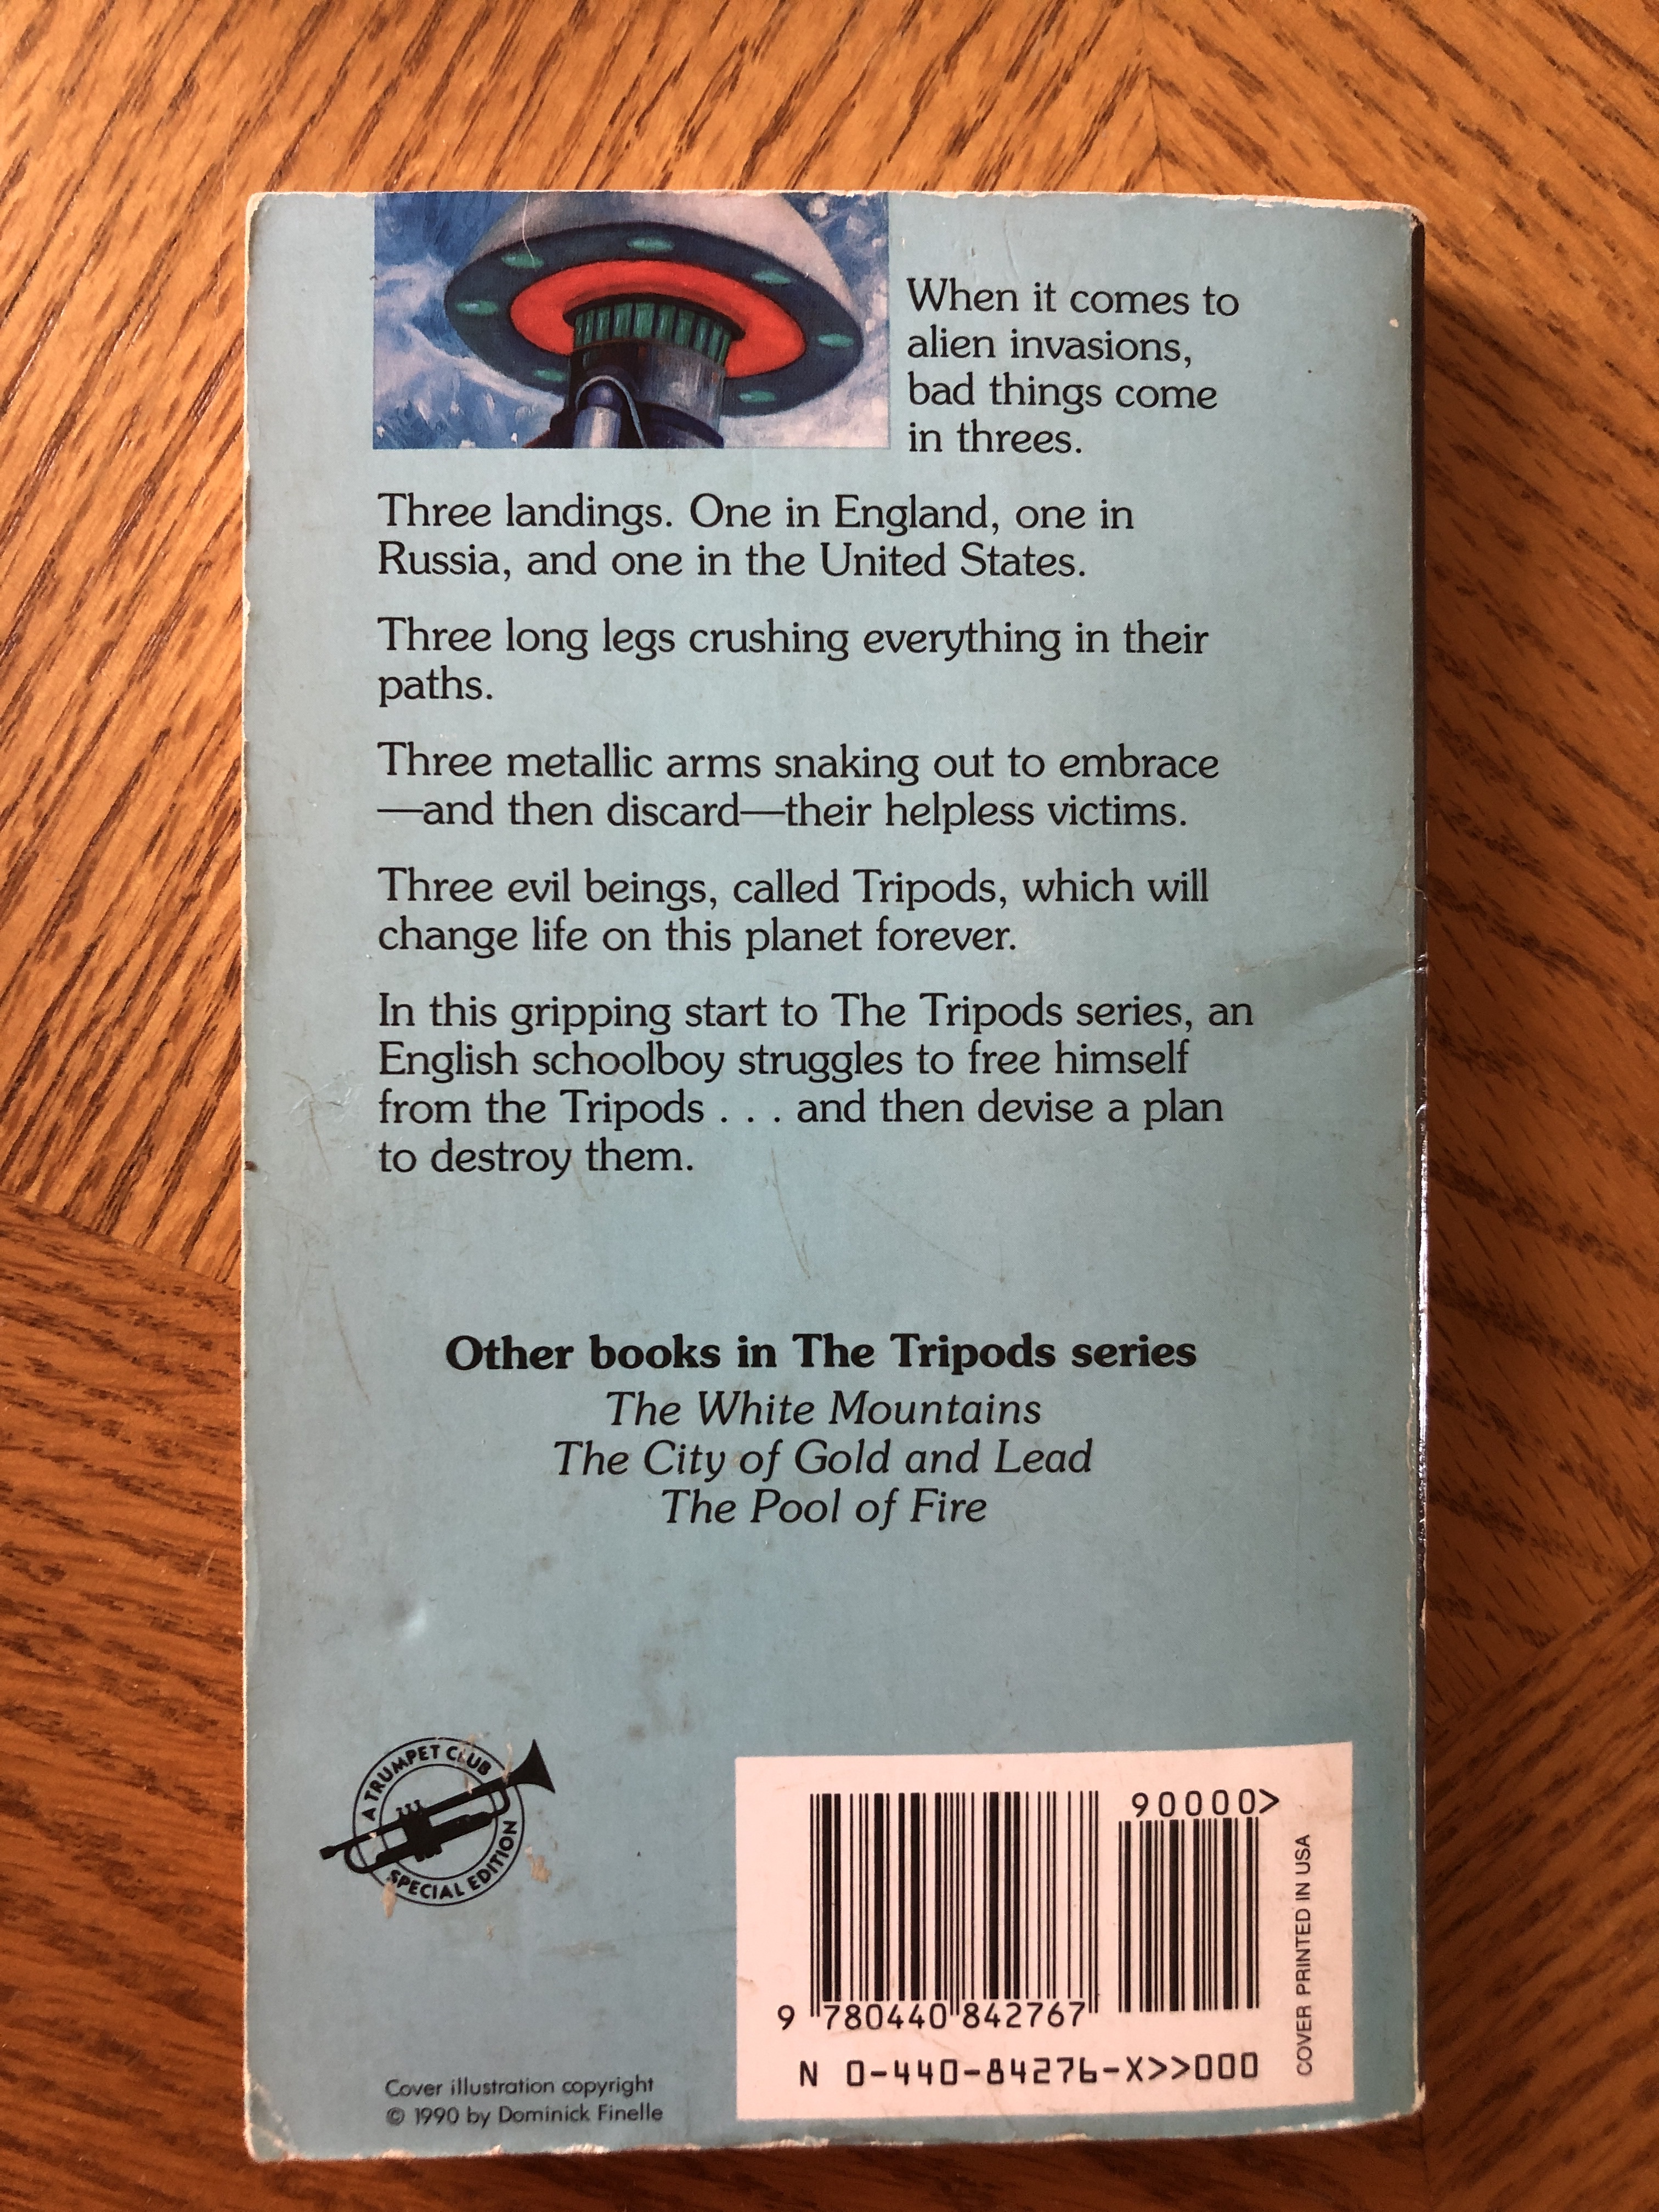 When it comes to
alien invasions,
bad things come
in threes.
Three landings. One in England, one in
Russia, and one in the United States.
Three long legs crushing everything in their
paths.
Three metallic arms snaking out to embrace
—and then discard—their helpless victims.
Three evil beings, called Tripods, which will
change life on this planet forever.
In this gripping start to The Tripods series, an
English schoolboy struggles to free himself
from the Tripods . . . and then devise a plan
to destroy them.
Other books in The Tripods series
The White Mountains
The City of Gold and Lead
The Pool of Fire
A TRUMPET CLUB
SPECIAL EDITION
Cover illustration copyright
© 1990 by Dominick Finelle
90000>
9 780440 842767
N 0-440-84276-X>>000
COVER PRINTED IN USA